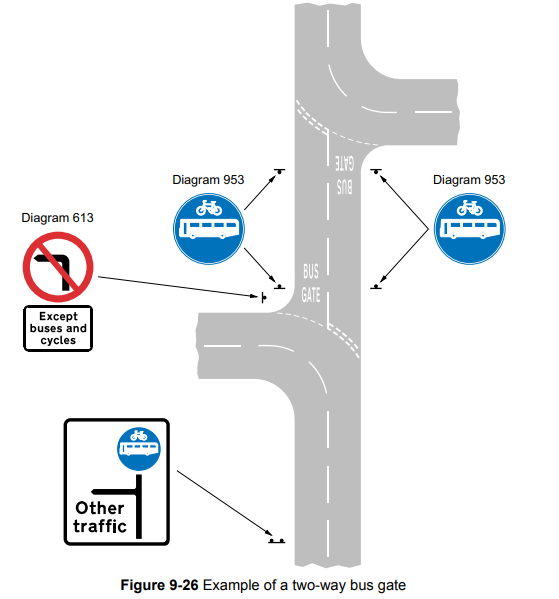 Diagram 953
Diagram 953
Diagram 613
BUS
GATE
BUS
GATE
Except
buses and
cycles
Other
traffic
Figure 9-26 Example of a two-way bus gate